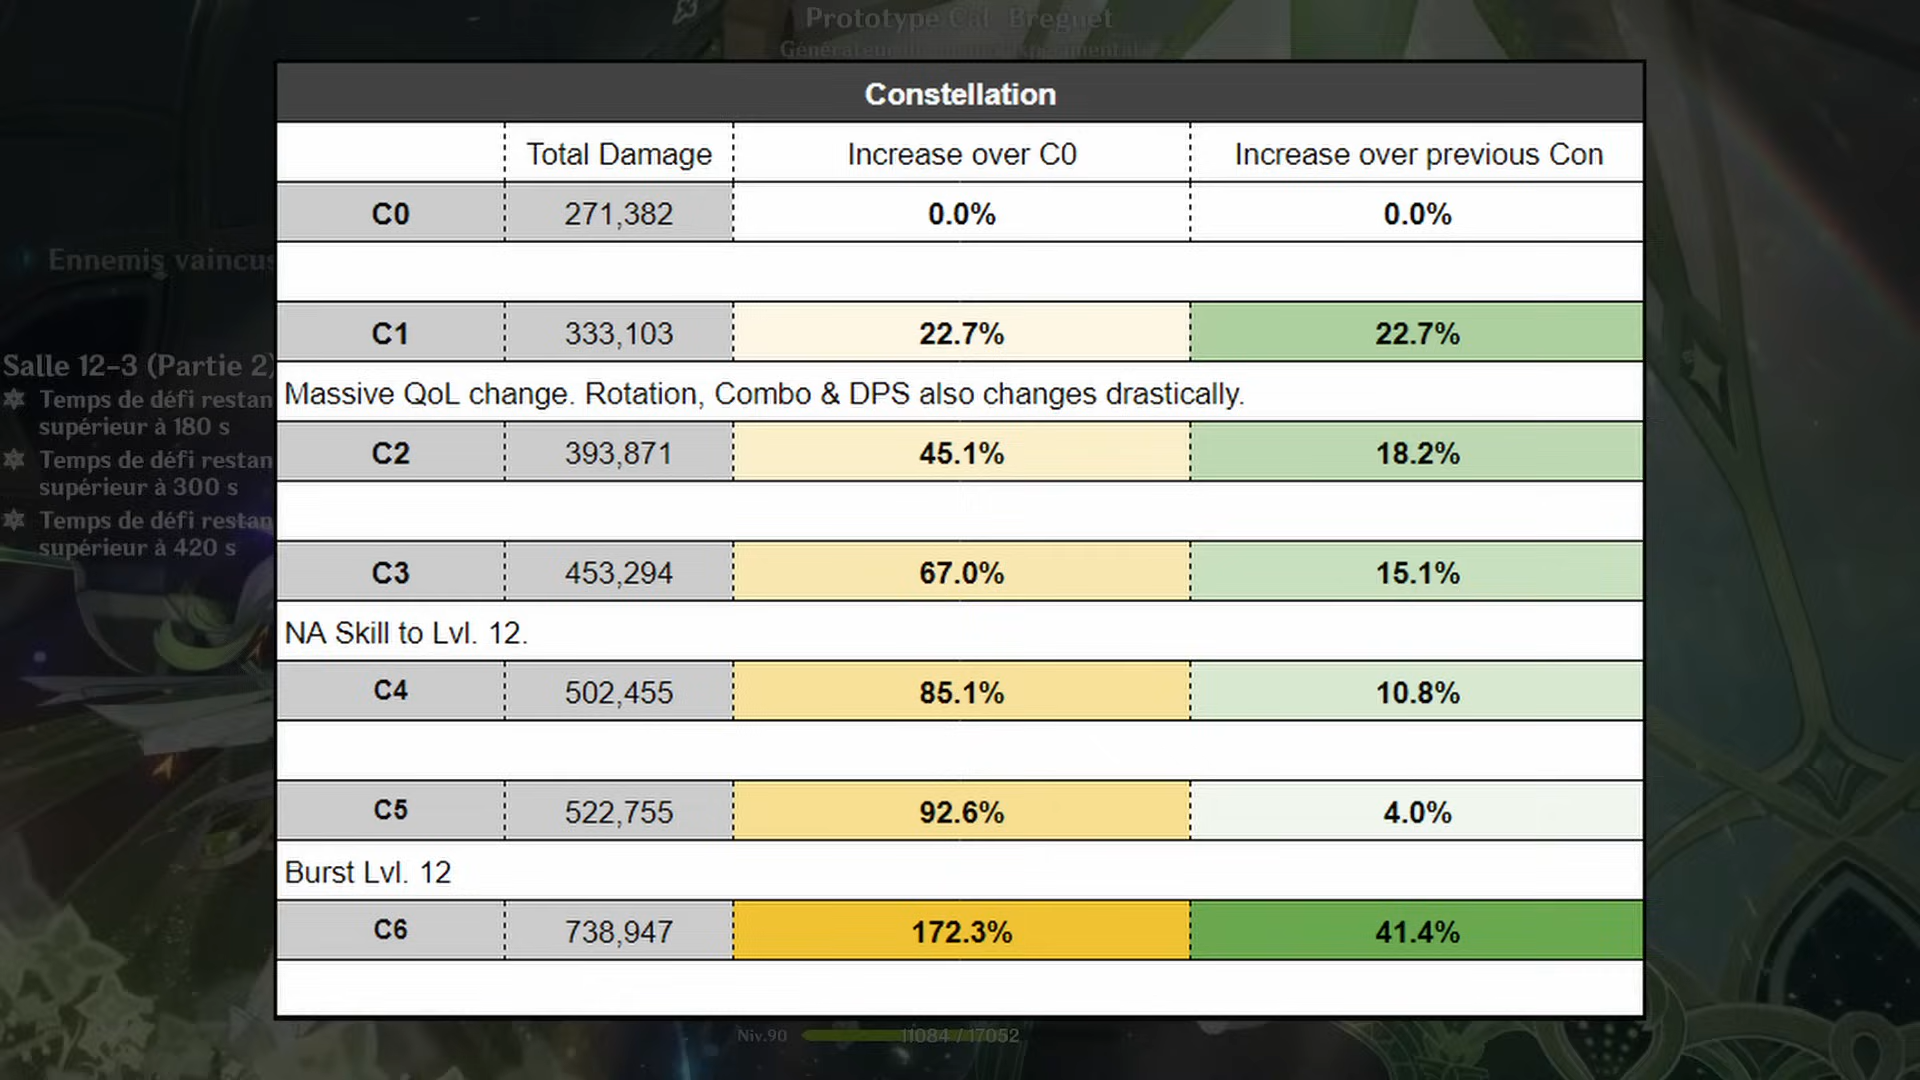 Prototype Cal. Breguet
Constellation
Total Damage Increase over C0 Increase over previous Con
C0 271,382 0.0% 0.0%
Ennemis vaincus
C1 333,103 22.7% 22.7%
Salle 12-3 (Partie 2)
Temps de défi restan
supérieur à 180 s
Massive QoL change. Rotation, Combo & DPS also changes drastically.
C2 393,871 45.1% 18.2%
Temps de défi restan
supérieur à 300 s
Temps de défi restan
supérieur à 420 s
C3 453,294 67.0% 15.1%
NA Skill to Lvl. 12.
C4 502,455 85.1% 10.8%
C5 522,755 92.6% 4.0%
Burst Lvl. 12
C6 738,947 172.3% 41.4%
Niv.90 11084 / 17052